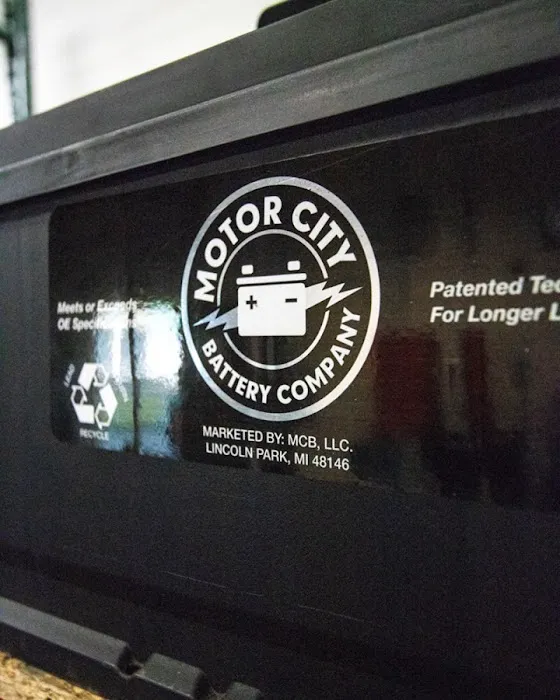 MOTOR CITY
BATTERY COMPANY
+ -
Meets or Exceeds
OE Specifications
RECYCLE
MARKETED BY: MCB, LLC.
LINCOLN PARK, MI 48146
Patented
For Longer